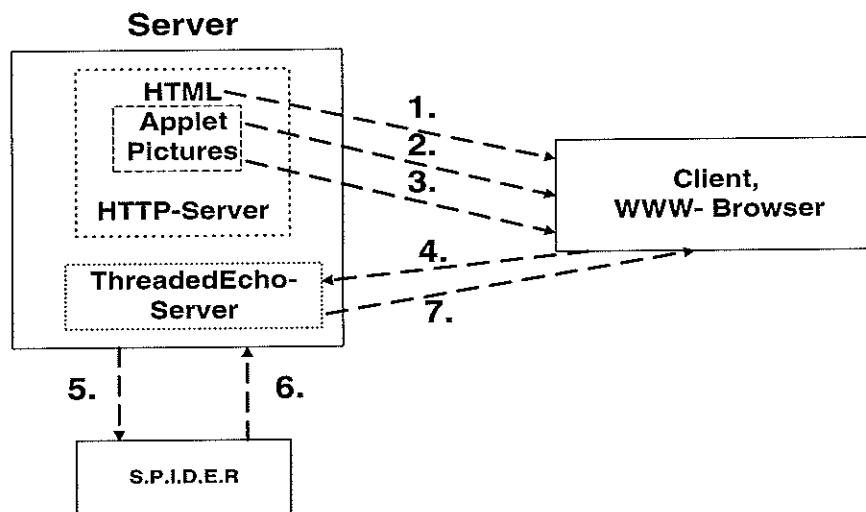 Server
HTML
Applet
Pictures
HTTP-Server
1.
2.
3.
Client,
WWW- Browser
4.
ThreadedEcho-
Server
7.
5.
6.
S.P.I.D.E.R